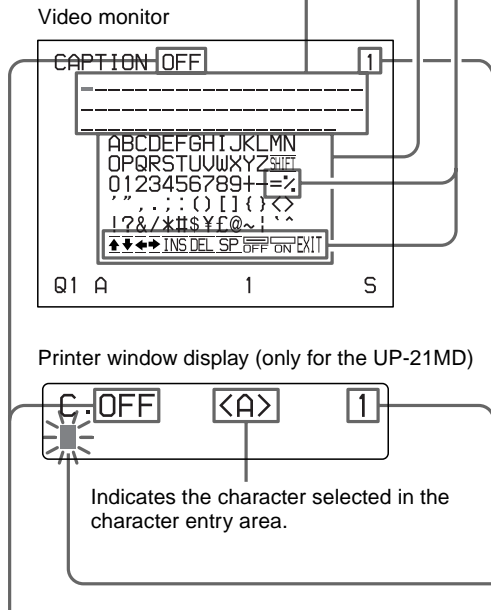 Video monitor
CAPTION OFF 1
ABCDEFGHIJKLMN
OPQRSTUVWXYZ SHIFT
0123456789+-=%
'",.;:()[]{}<>
!?&/*#$¥£@~¦`^
↑↓←→ INS DEL SP OFF ON EXIT
Q1 A 1 S
Printer window display (only for the UP-21MD)
C.OFF <A> 1
Indicates the character selected in the
character entry area.